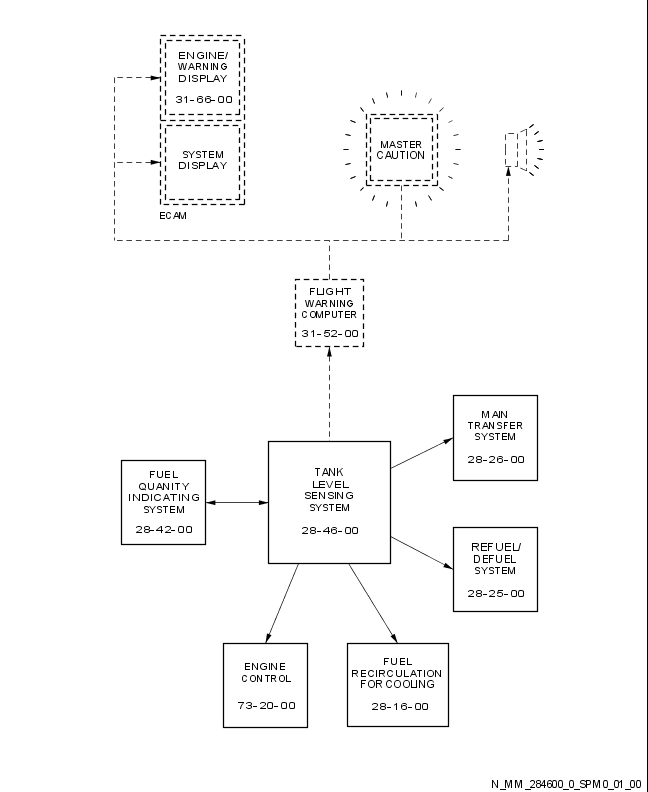 ENGINE/
WARNING
DISPLAY
31-66-00
SYSTEM
DISPLAY
ECAM
MASTER
CAUTION
FLIGHT
WARNING
COMPUTER
31-52-00
MAIN
TRANSFER
SYSTEM
28-26-00
FUEL
QUANITY
INDICATING
SYSTEM
28-42-00
TANK
LEVEL
SENSING
SYSTEM
28-46-00
REFUEL/
DEFUEL
SYSTEM
28-25-00
ENGINE
CONTROL
73-20-00
FUEL
RECIRCULATION
FOR COOLING
28-16-00
N_MM_284600_0_SPM0_01_00